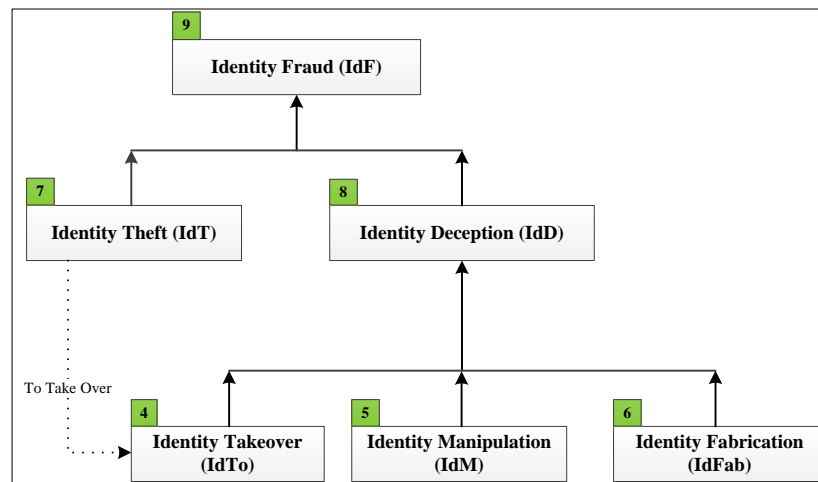 9
Identity Fraud (IdF)
7
Identity Theft (IdT)
8
Identity Deception (IdD)
To Take Over
4
Identity Takeover
(IdTo)
5
Identity Manipulation
(IdM)
6
Identity Fabrication
(IdFab)